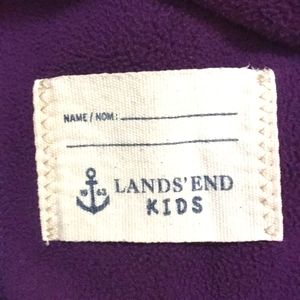 NAME / NOM:
19 63
LANDS' END
KIDS